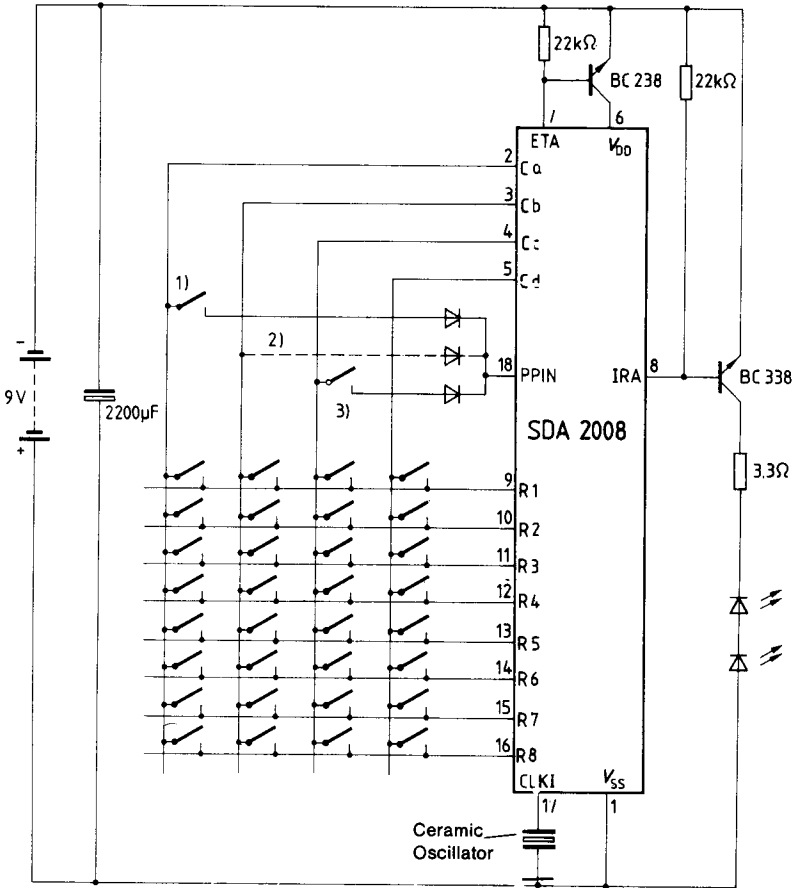 22kΩ
BC 238
22kΩ
7 6
ETA VDD
2 Ca
3 Cb
4 Cc
5 Cd
1)
2)
18 PPIN
IRA 8
BC 338
3)
-
9V
+
2200µF
SDA 2008
3,3Ω
9 R1
10 R2
11 R3
12 R4
13 R5
14 R6
15 R7
16 R8
CLKI VSS
17 1
Ceramic
Oscillator